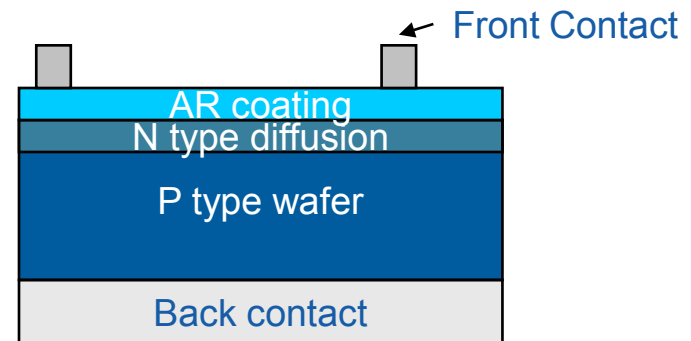 Front Contact
AR coating
N type diffusion
P type wafer
Back contact